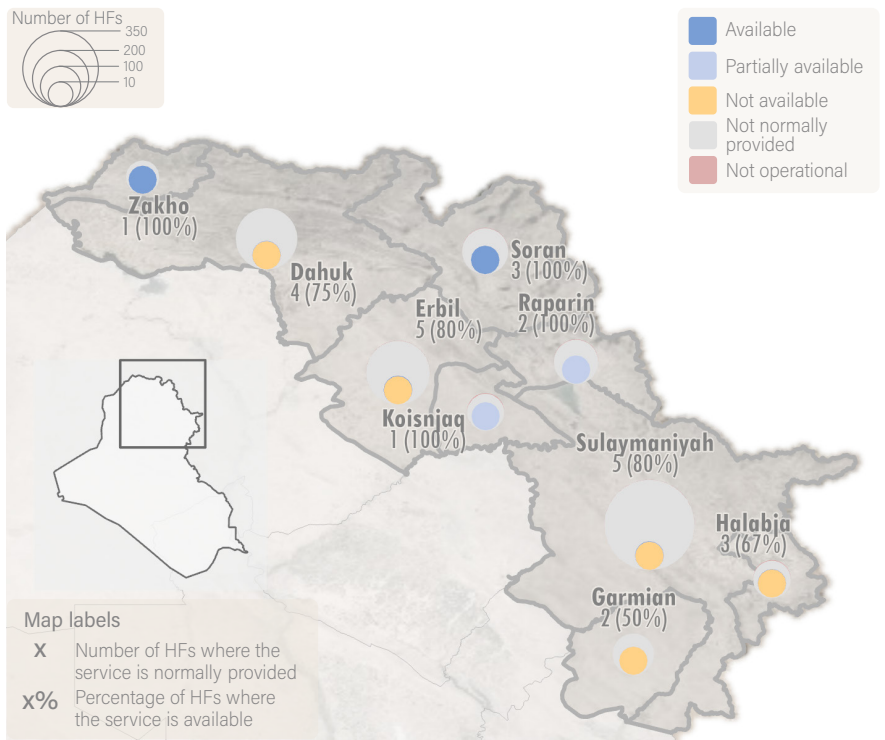 Number of HFs
350
200
100
10
Available
Partially available
Not available
Not normally
provided
Not operational
Zakho
1 (100%)
Dahuk
4 (75%)
Soran
3 (100%)
Erbil
5 (80%)
Raparin
2 (100%)
Koisnjaq
1 (100%)
Sulaymaniyah
5 (80%)
Halabja
3 (67%)
Garmian
2 (50%)
Map labels
x Number of HFs where the
service is normally provided
x% Percentage of HFs where
the service is available